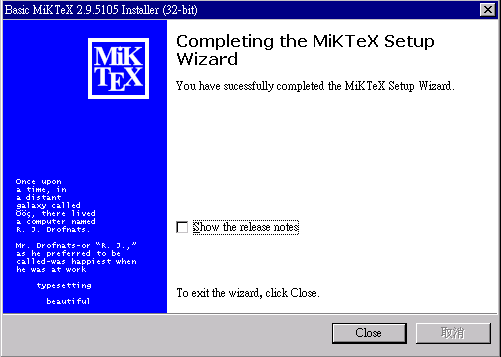 Basic MiKTeX 2.9.5105 Installer (32-bit)
MiK
TEX
Completing the MiKTeX Setup
Wizard
You have sucessfully completed the MiKTeX Setup Wizard.
Once upon
a time, in
a distant
galaxy called
Ööç, there lived
a computer named
R. J. Drofnats.
Mr. Drofnats-or “R. J.,”
as he preferred to be
called-was happiest when
he was at work
typesetting
beautiful
Show the release notes
To exit the wizard, click Close.
Close
取消